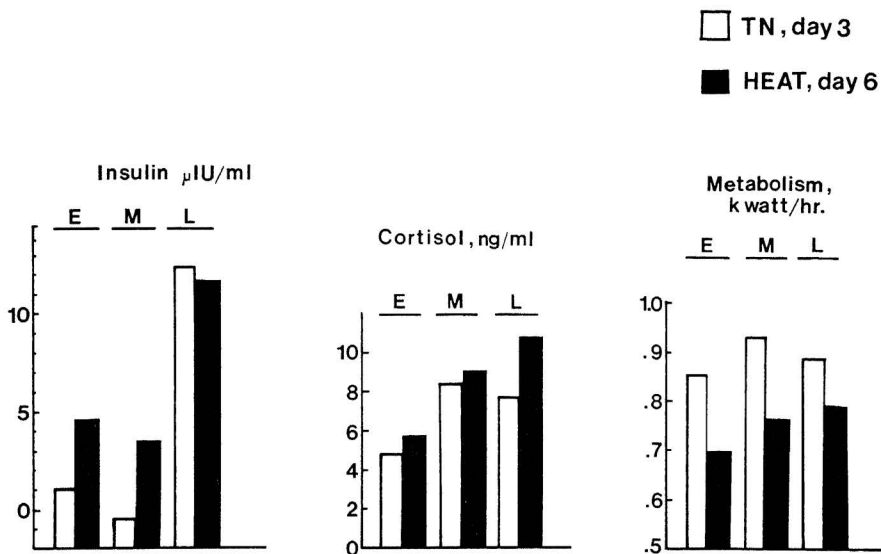 TN, day 3
HEAT, day 6
Insulin μIU/ml
E M L
10
5
0
Cortisol, ng/ml
E M L
10
8
6
4
2
0
Metabolism,
k watt/hr.
E M L
1.0
.9
.8
.7
.6
.5